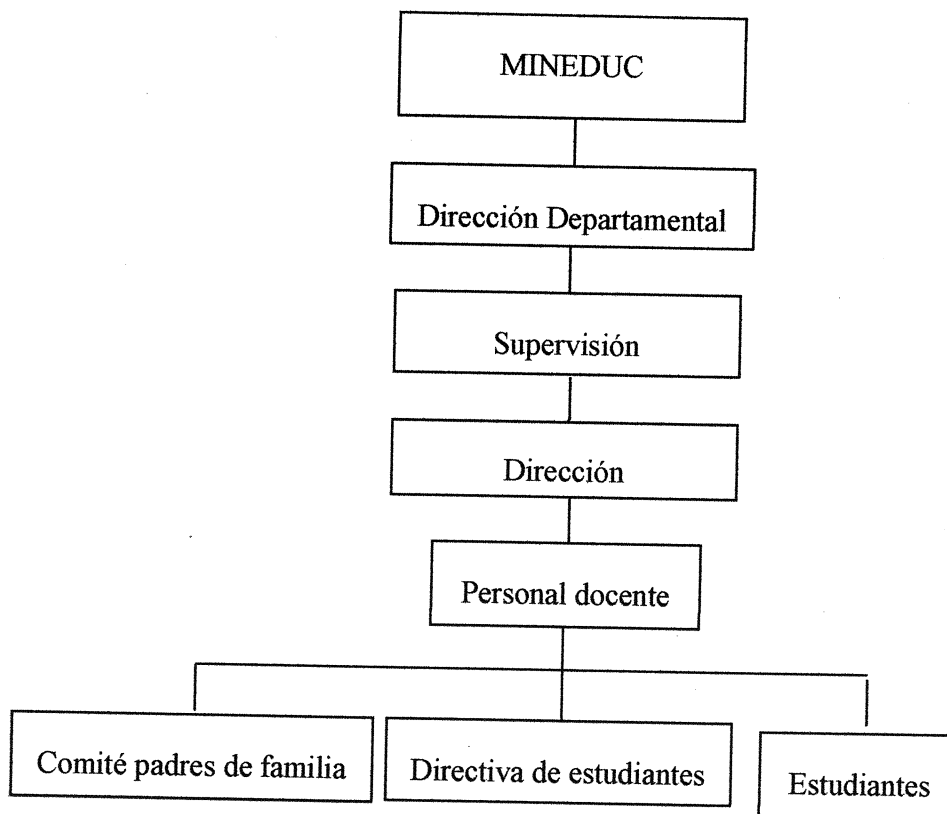 MINEDUC
Dirección Departamental
Supervisión
Dirección
Personal docente
Comité padres de familia
Directiva de estudiantes
Estudiantes